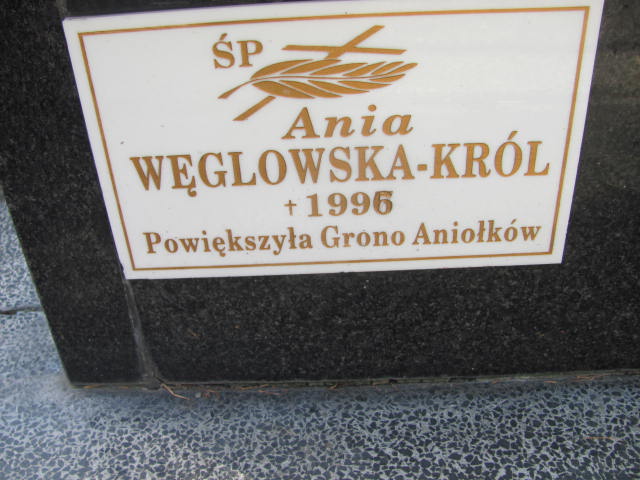 ŚP
Ania
WĘGLOWSKA-KRÓL
† 1996
Powiększyła Grono Aniołków